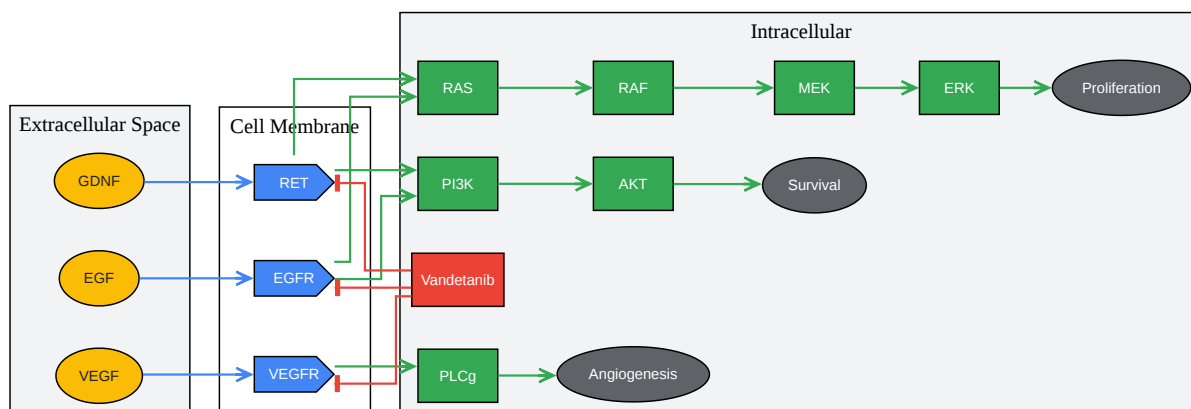 Intracellular
Extracellular Space
Cell Membrane
RAS
RAF
MEK
ERK
Proliferation
GDNF
RET
PI3K
AKT
Survival
EGF
EGFR
Vandetanib
VEGF
VEGFR
PLCg
Angiogenesis